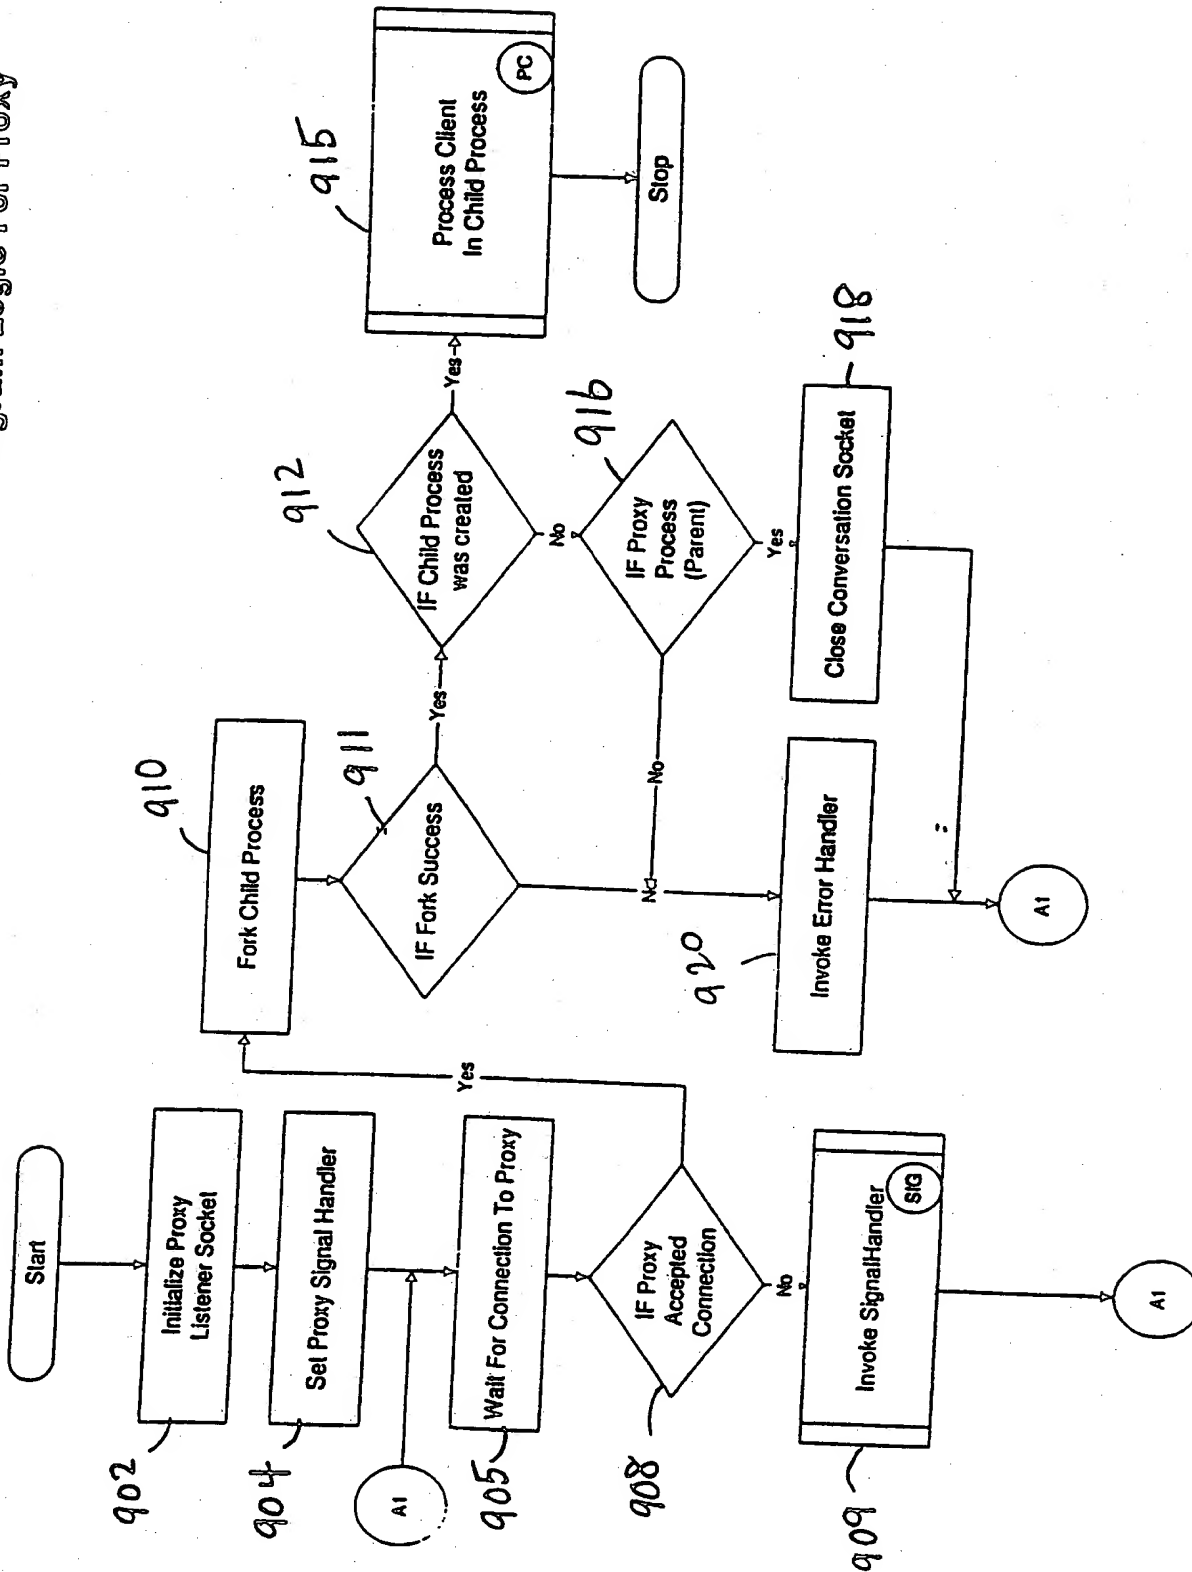 Logic For Proxy
Start
902
Initialize Proxy
Listener Socket
904
Set Proxy Signal Handler
A1
905
Wait For Connection To Proxy
908
IF Proxy
Accepted
Connection
Yes
No
909
Invoke SignalHandler
SIG
A1
910
Fork Child Process
911
IF Fork Success
Yes
No
912
IF Child Process
was created
Yes
No
915
Process Client
In Child Process
PC
Stop
916
IF Proxy
Process
(Parent)
No
Yes
918
Close Conversation Socket
920
Invoke Error Handler
A1